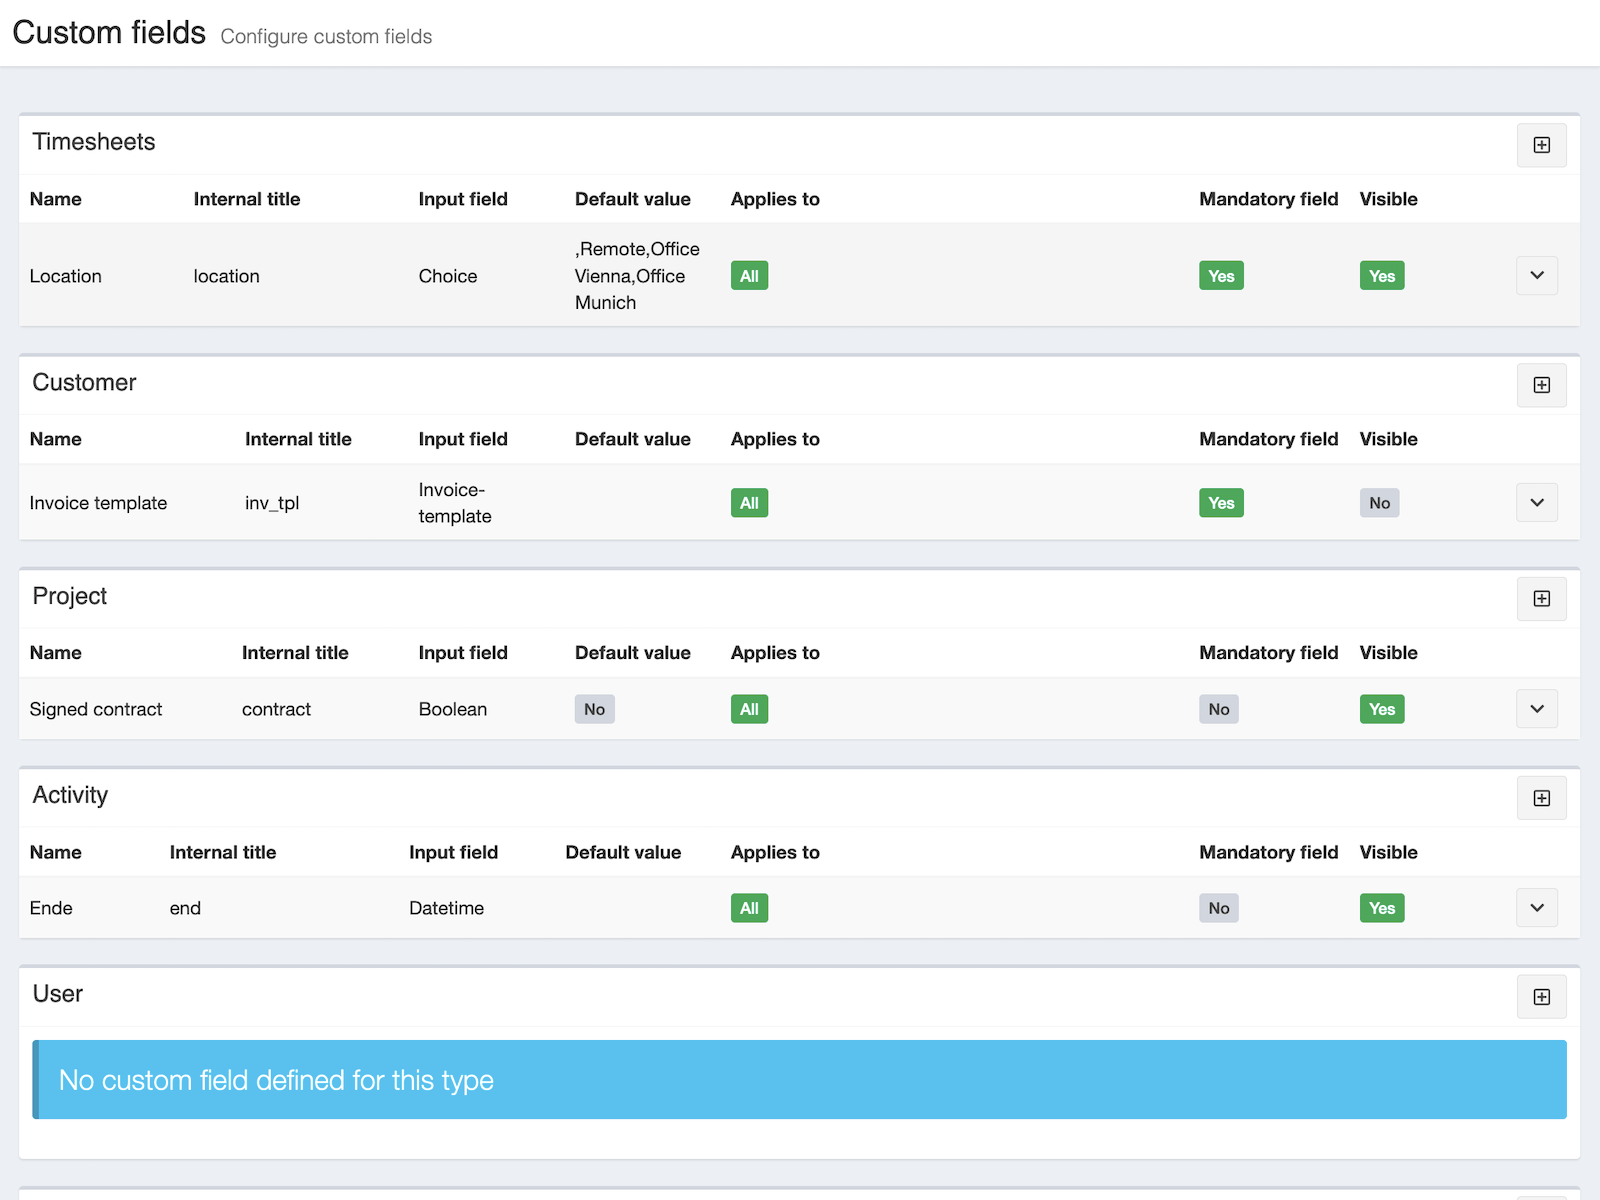 Custom fields Configure custom fields
Timesheets
Name Internal title Input field Default value Applies to Mandatory field Visible
Location location Choice ,Remote,Office Vienna,Office Munich All Yes Yes
Customer
Name Internal title Input field Default value Applies to Mandatory field Visible
Invoice template inv_tpl Invoice-template All Yes No
Project
Name Internal title Input field Default value Applies to Mandatory field Visible
Signed contract contract Boolean No All No Yes
Activity
Name Internal title Input field Default value Applies to Mandatory field Visible
Ende end Datetime All No Yes
User
No custom field defined for this type